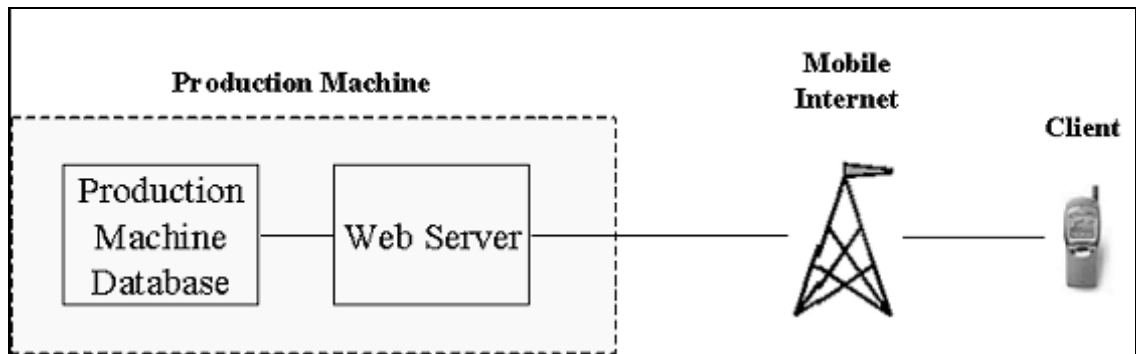 Production Machine
Mobile
Internet
Client
Production
Machine
Database
Web Server